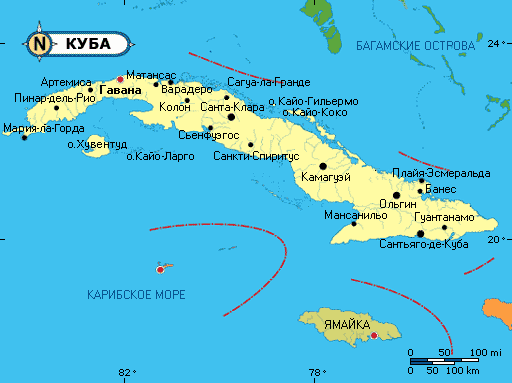 N КУБА
24°
БАГАМСКИЕ ОСТРОВА
Артемиса
Матансас
Сагуа-ла-Гранде
Гавана
Варадеро
Пинар-дель-Рио
Колон
Санта-Клара
о.Кайо-Гильермо
о.Кайо-Коко
Мария-ла-Горда
о.Хувентуд
Сьенфуэгос
о.Кайо-Ларго
Санкти-Спиритус
Камагуэй
Плайя-Эсмеральда
Банес
Ольгин
Мансанильо
Гуантанамо
20°
Сантьяго-де-Куба
КАРИБСКОЕ МОРЕ
ЯМАЙКА
0 50 100 mi
0 50 100 km
82°
78°